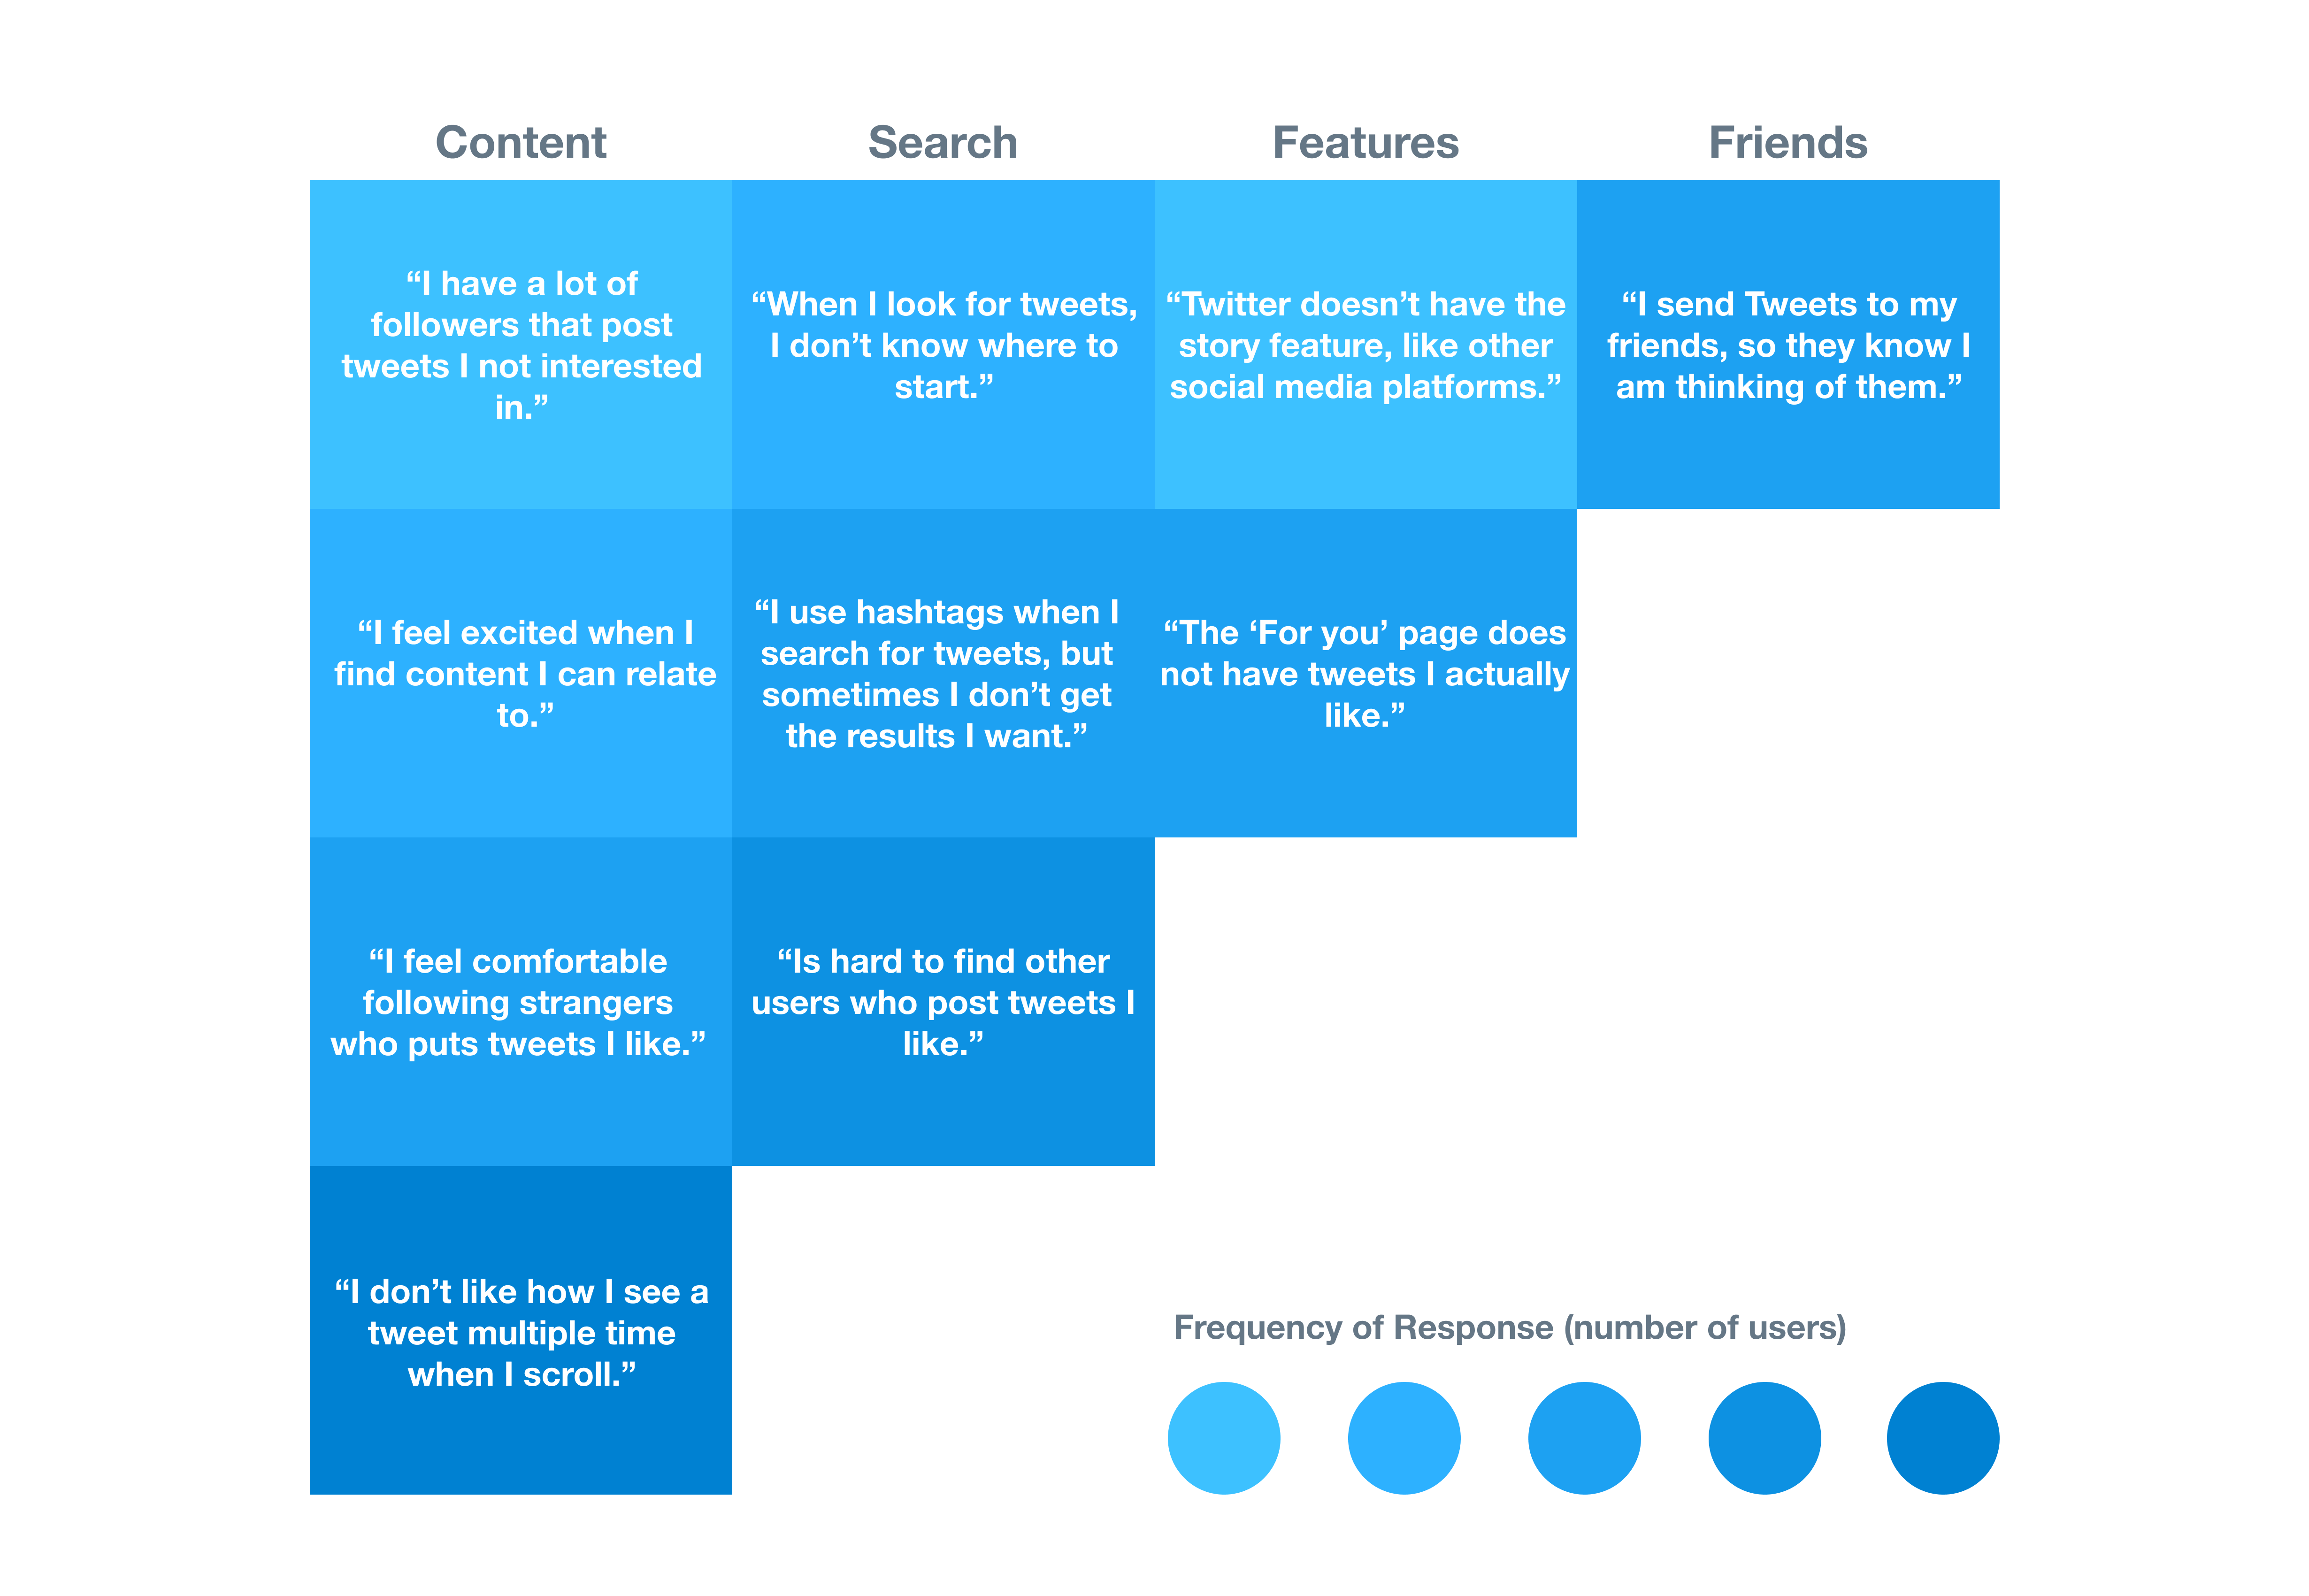 Content
Search
Features
Friends
“I have a lot of
followers that post
tweets I not interested
in.”
“When I look for tweets,
I don’t know where to
start.”
“Twitter doesn’t have the
story feature, like other
social media platforms.”
“I send Tweets to my
friends, so they know I
am thinking of them.”
“I feel excited when I
find content I can relate
to.”
“I use hashtags when I
search for tweets, but
sometimes I don’t get
the results I want.”
“The ‘For you’ page does
not have tweets I actually
like.”
“I feel comfortable
following strangers
who puts tweets I like.”
“Is hard to find other
users who post tweets I
like.”
“I don’t like how I see a
tweet multiple time
when I scroll.”
Frequency of Response (number of users)